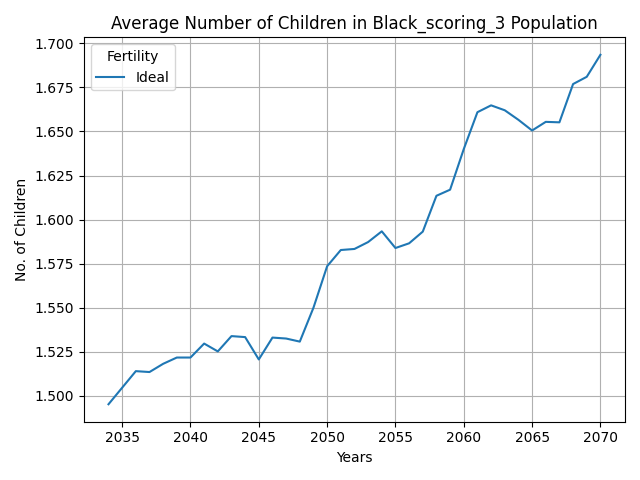 Average Number of Children in Black_scoring_3 Population
Fertility
Ideal
No. of Children
1.700
1.675
1.650
1.625
1.600
1.575
1.550
1.525
1.500
2035 2040 2045 2050 2055 2060 2065 2070
Years